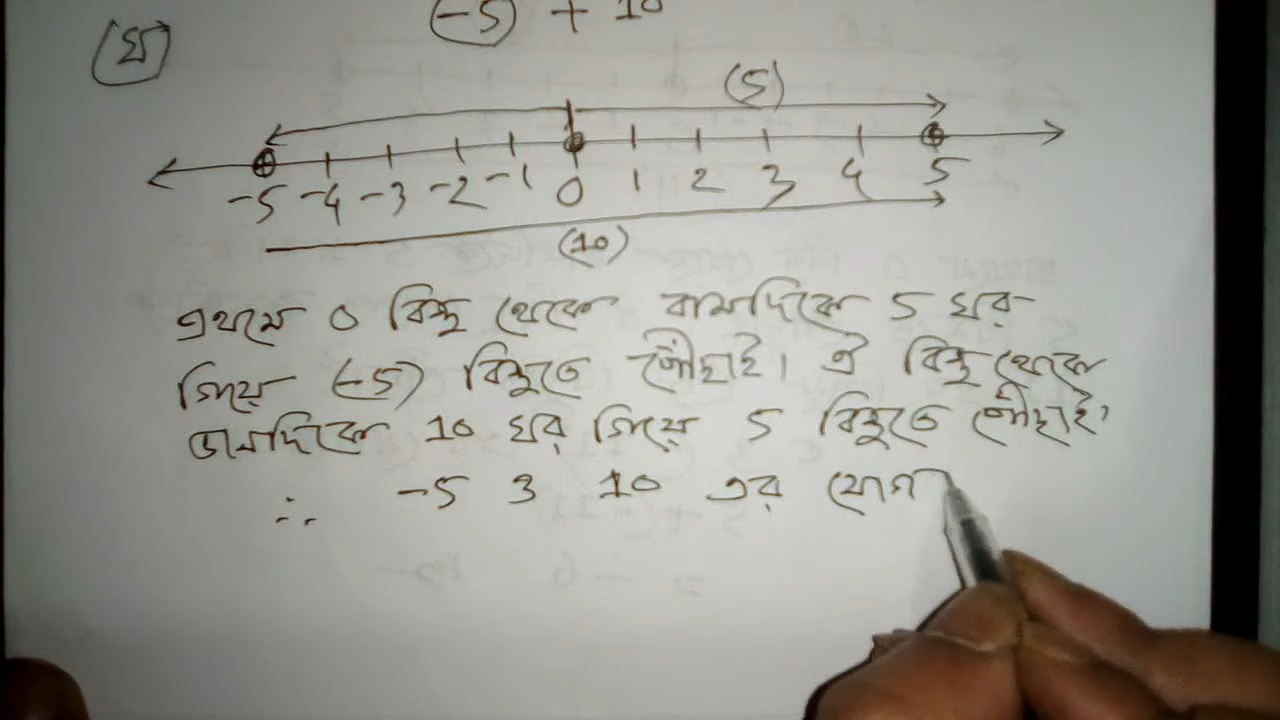 (ঘ) (-5) + 10
(5)
-5 -4 -3 -2 -1 0 1 2 3 4 5
(10)
প্রথমে 0 বিন্দু থেকে বামদিকে 5 ঘর
গিয়ে (-5) বিন্দুতে পৌঁছাই। ঐ বিন্দু থেকে
ডানদিকে 10 ঘর গিয়ে 5 বিন্দুতে পৌঁছাই।
∴ -5 ও 10 এর যোগ